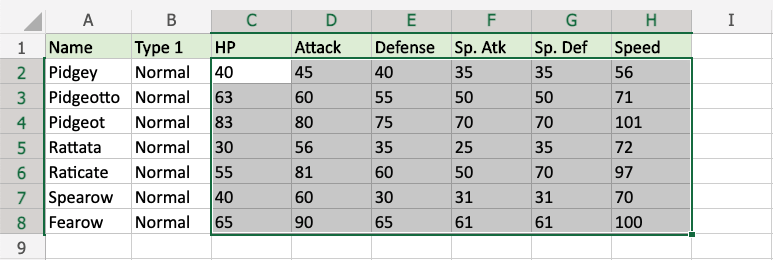 A B C D E F G H I
1 Name Type 1 HP Attack Defense Sp. Atk Sp. Def Speed
2 Pidgey Normal 40 45 40 35 35 56
3 Pidgeotto Normal 63 60 55 50 50 71
4 Pidgeot Normal 83 80 75 70 70 101
5 Rattata Normal 30 56 35 25 35 72
6 Raticate Normal 55 81 60 50 70 97
7 Spearow Normal 40 60 30 31 31 70
8 Fearow Normal 65 90 65 61 61 100
9